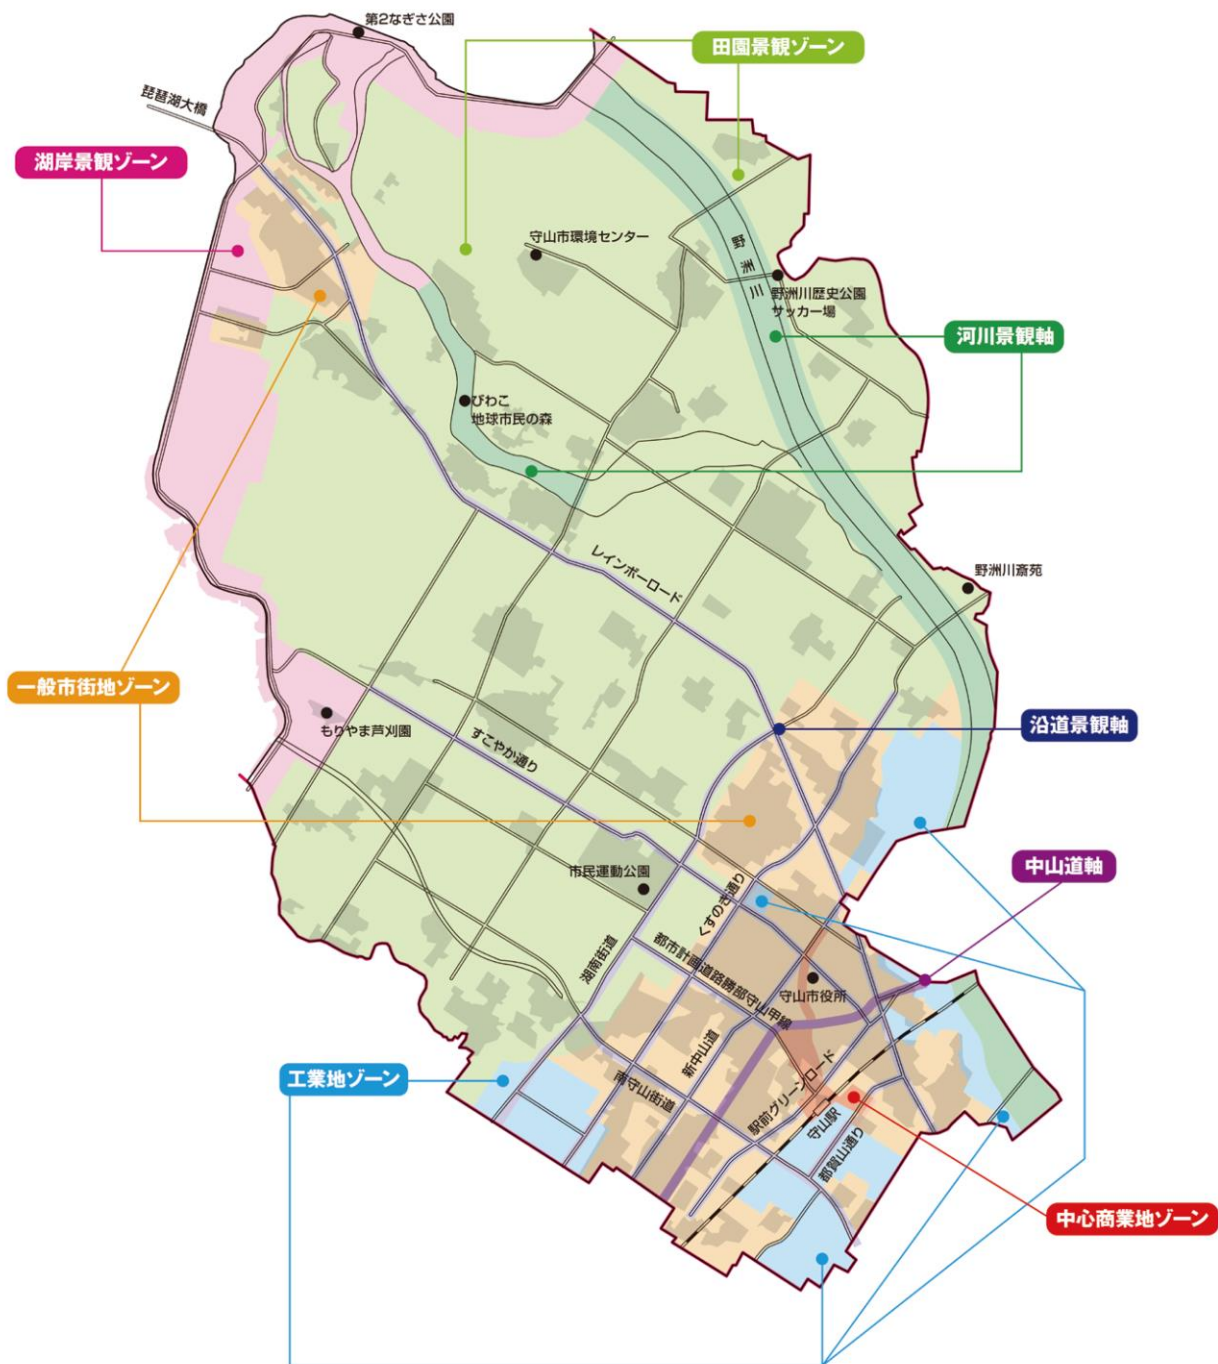 第2なぎさ公園
田園景観ゾーン
琵琶湖大橋
湖岸景観ゾーン
守山市環境センター
野洲川
野洲川歴史公園
サッカー場
河川景観軸
びわこ
地球市民の森
レインボーロード
野洲川斎苑
一般市街地ゾーン
もりやま芦刈園
すこやか通り
沿道景観軸
市民運動公園
くすのき通り
中山道軸
湖南街道
都市計画道路勝部守山甲線
守山市役所
工業地ゾーン
新中山道
南守山街道
駅前グリーンロード
守山駅
都賀山通り
中心商業地ゾーン